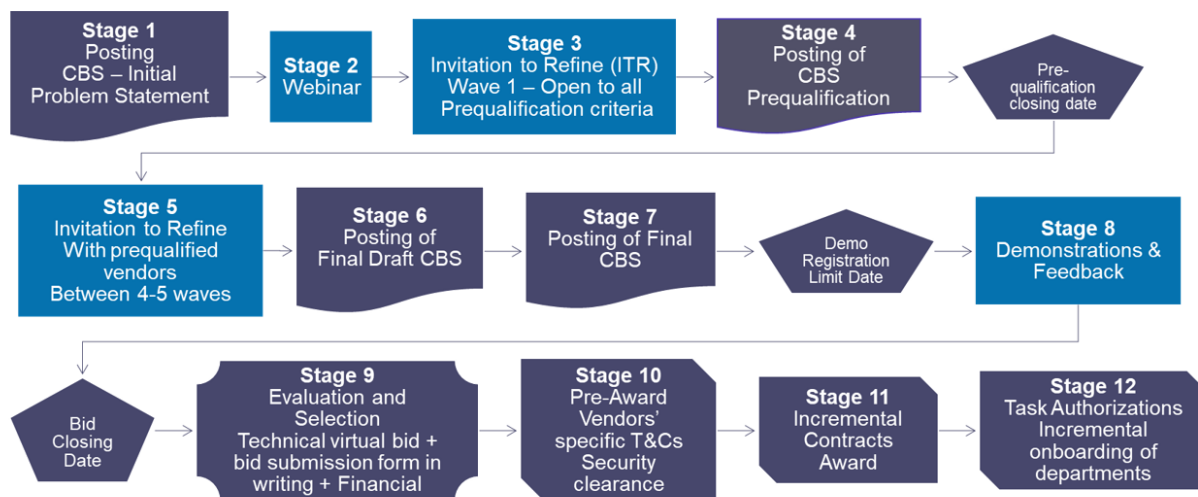 Stage 1
Posting
CBS – Initial
Problem Statement
Stage 2
Webinar
Stage 3
Invitation to Refine (ITR)
Wave 1 – Open to all
Prequalification criteria
Stage 4
Posting of
CBS
Prequalification
Pre-
qualification
closing date
Stage 5
Invitation to Refine
With prequalified
vendors
Between 4-5 waves
Stage 6
Posting of
Final Draft CBS
Stage 7
Posting of Final
CBS
Demo
Registration
Limit Date
Stage 8
Demonstrations &
Feedback
Bid
Closing
Date
Stage 9
Evaluation and
Selection
Technical virtual bid +
bid submission form in
writing + Financial
Stage 10
Pre-Award
Vendors’
specific T&Cs
Security
clearance
Stage 11
Incremental
Contracts
Award
Stage 12
Task Authorizations
Incremental
onboarding of
departments